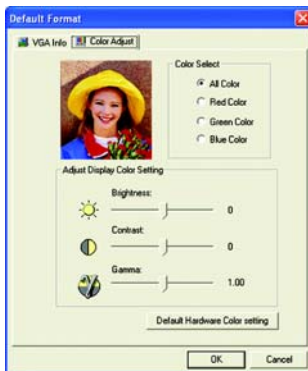 Default Format
VGA Info Color Adjust
Color Select
All Color
Red Color
Green Color
Blue Color
Adjust Display Color Setting
Brightness:
0
Contrast:
0
Gamma:
1.00
Default Hardware Color setting
OK Cancel